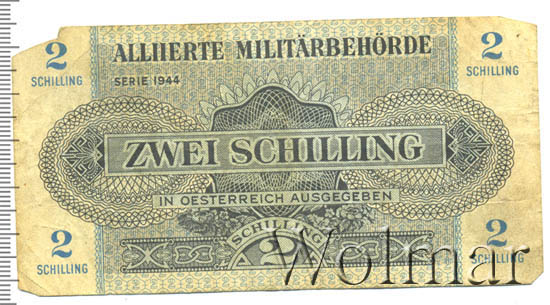 2 ALLIIERTE MILITÄRBEHÖRDE 2
SCHILLING SERIE 1944 SCHILLING
ZWEI SCHILLING
IN OESTERREICH AUSGEGEBEN
2 SCHILLING 2
SCHILLING 2 SCHILLING
Wolmar